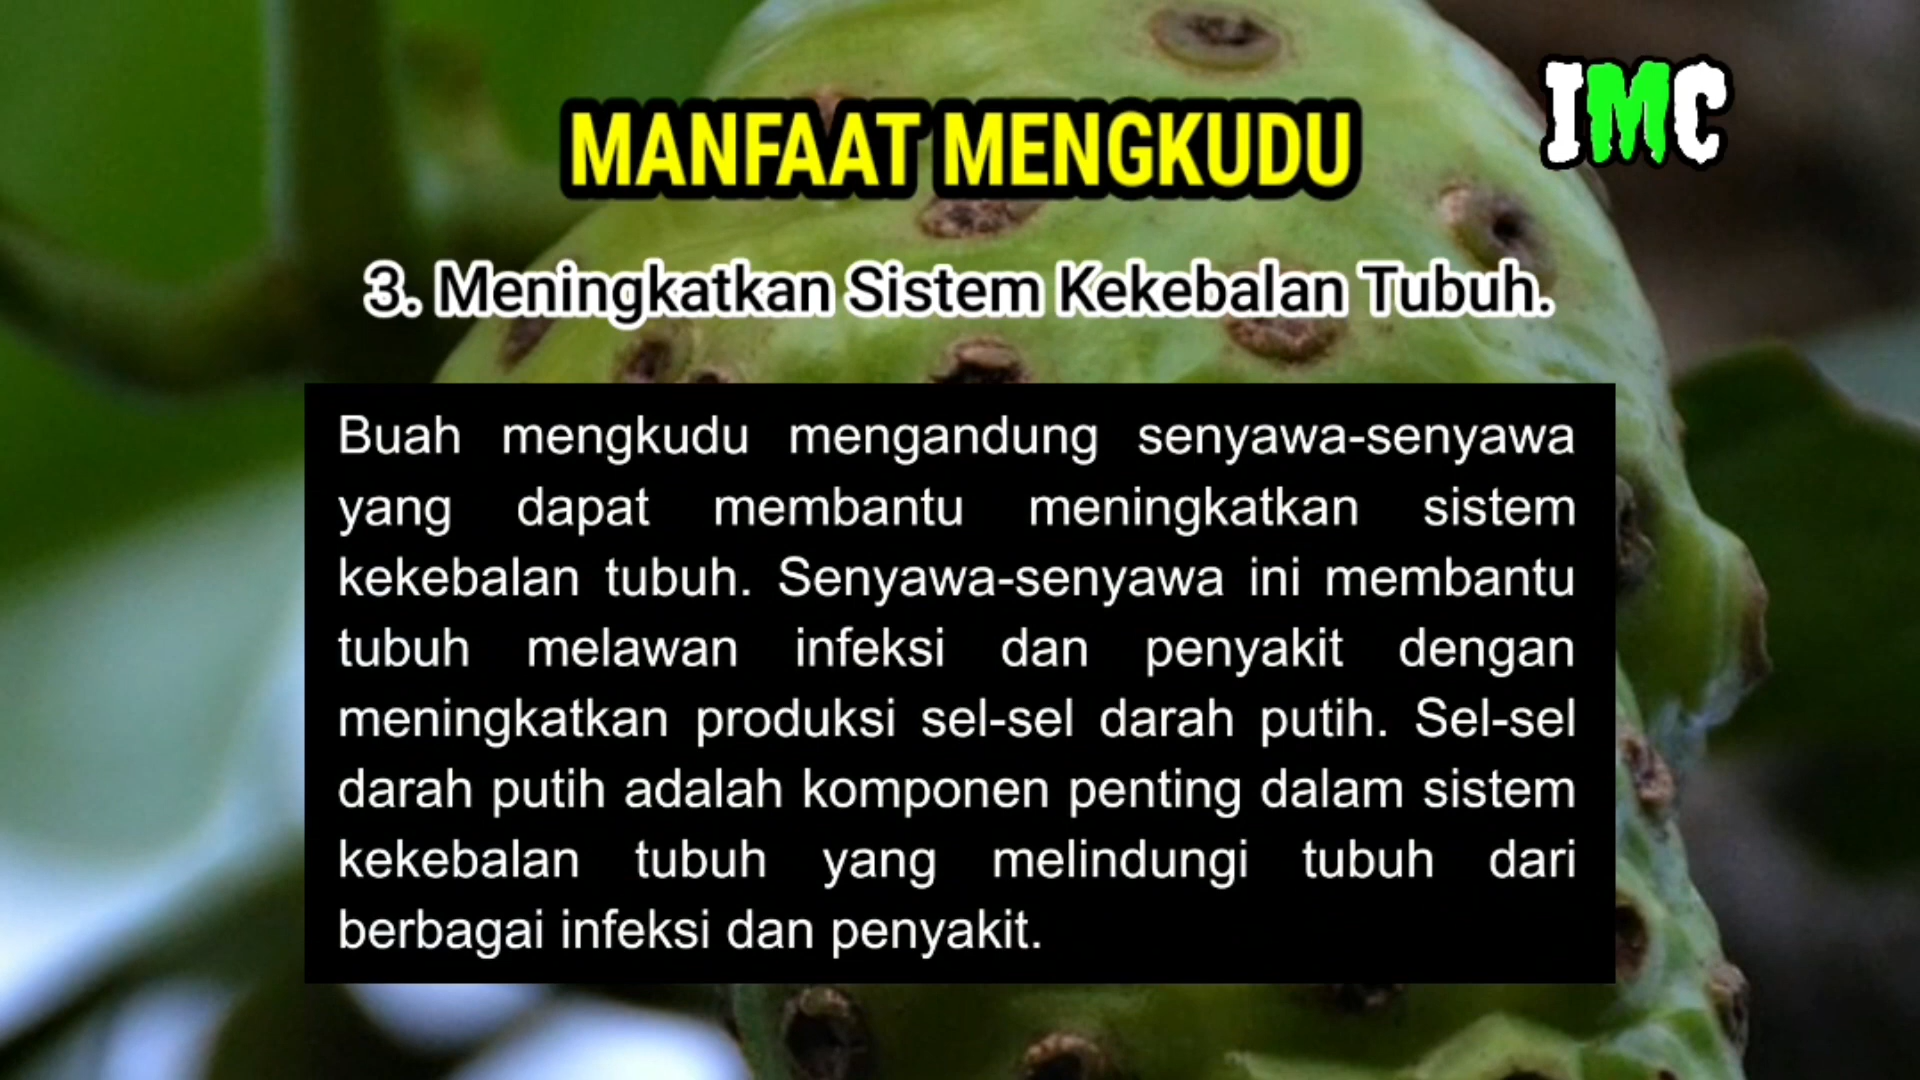 IMC
MANFAAT MENGKUDU
3. Meningkatkan Sistem Kekebalan Tubuh.
Buah mengkudu mengandung senyawa-senyawa
yang dapat membantu meningkatkan sistem
kekebalan tubuh. Senyawa-senyawa ini membantu
tubuh melawan infeksi dan penyakit dengan
meningkatkan produksi sel-sel darah putih. Sel-sel
darah putih adalah komponen penting dalam sistem
kekebalan tubuh yang melindungi tubuh dari
berbagai infeksi dan penyakit.